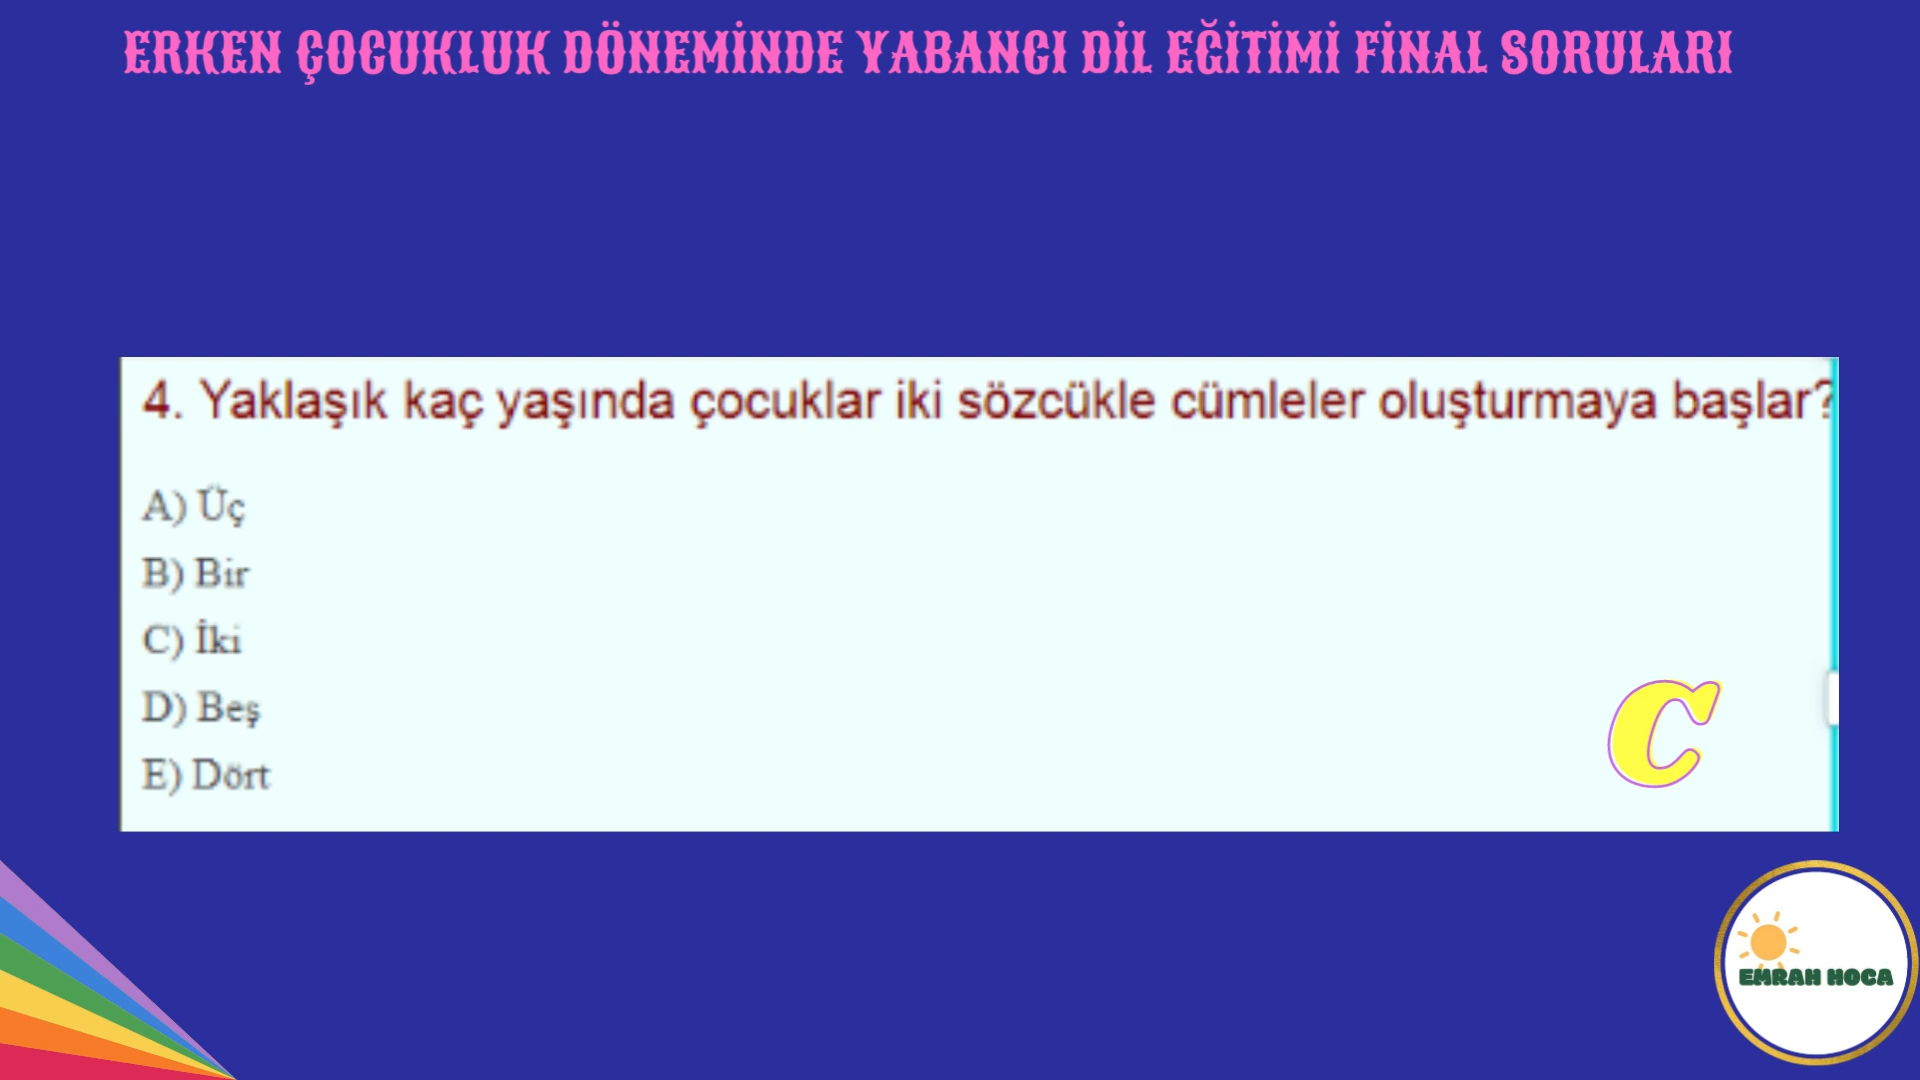 ERKEN ÇOCUKLUK DÖNEMİNDE YABANCI DİL EĞİTİMİ FİNAL SORULARI
4. Yaklaşık kaç yaşında çocuklar iki sözcükle cümleler oluşturmaya başlar?
A) Üç
B) Bir
C) İki
D) Beş
E) Dört
C
EMRAH HOCA